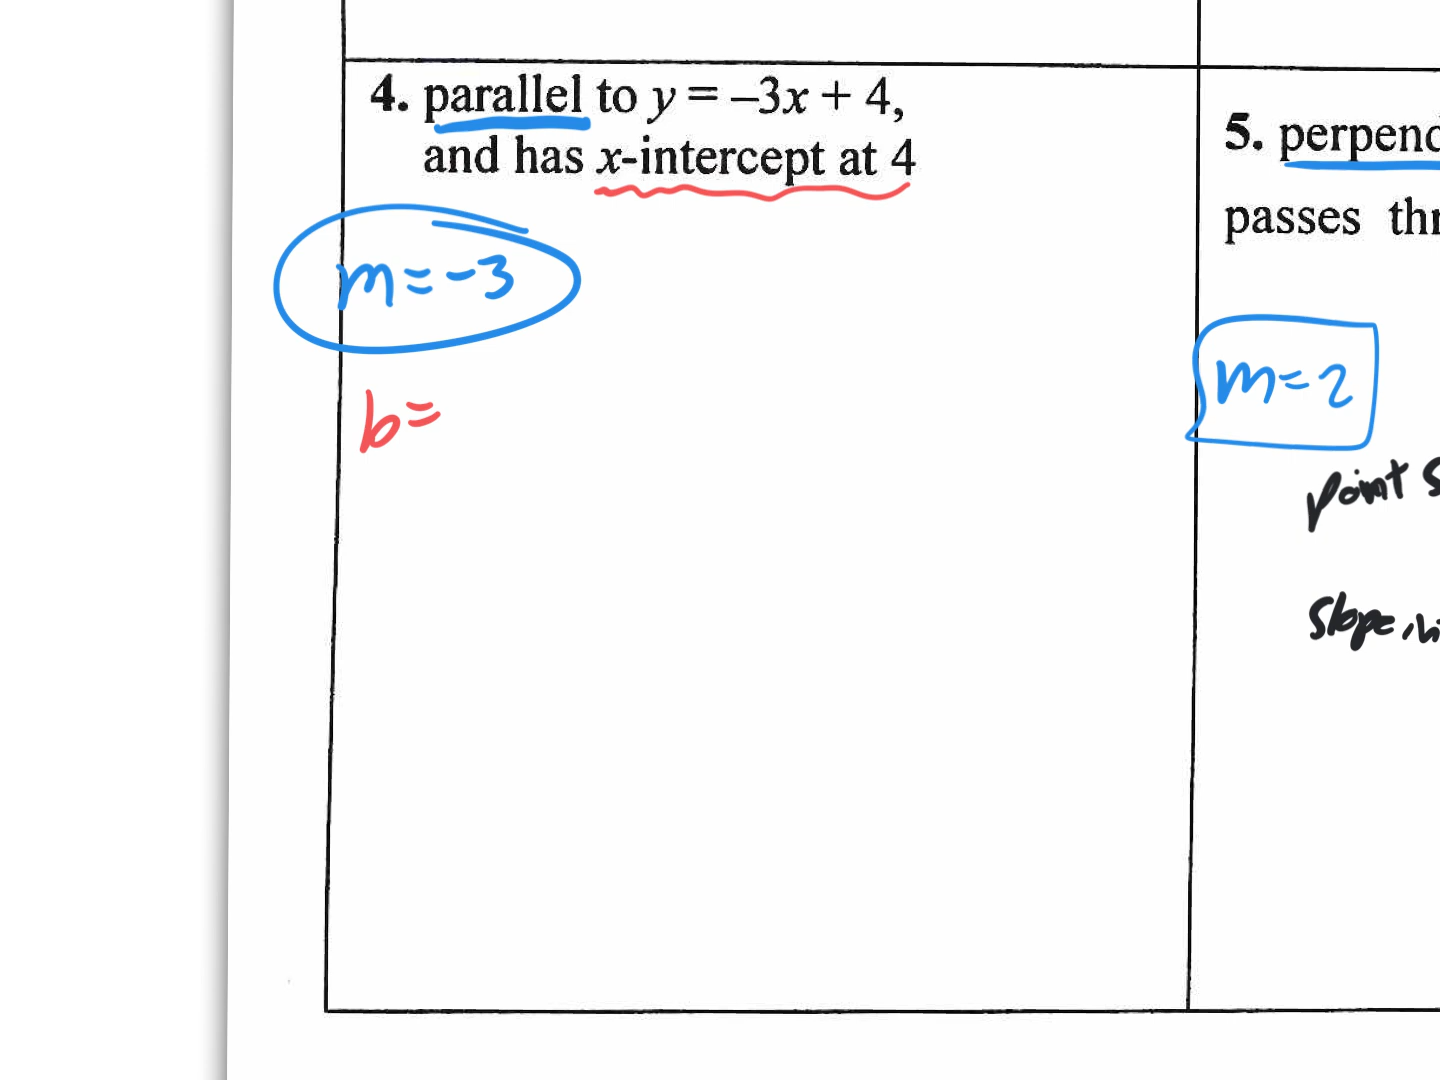 4. parallel to y = –3x + 4,
and has x-intercept at 4
m = -3
b =
5. perpend
passes thr
m = 2
point s
slope